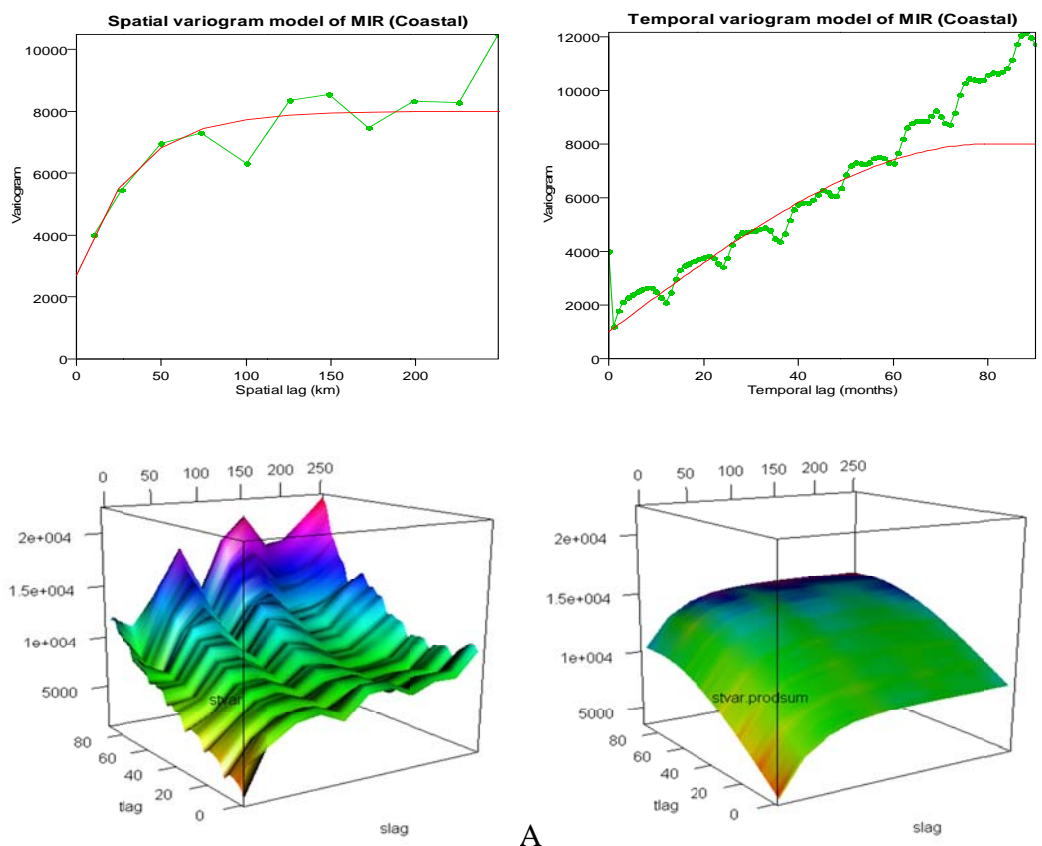 Spatial variogram model of MIR (Coastal)
Variogram
10000
8000
6000
4000
2000
0
0 50 100 150 200
Spatial lag (km)
Temporal variogram model of MIR (Coastal)
Variogram
12000
10000
8000
6000
4000
2000
0
0 20 40 60 80
Temporal lag (months)
0 50 100 150 200 250
2e+004
1.5e+004
1e+004
5000
80
60
40
20
0
tlag
slag
stvar
0 50 100 150 200 250
2e+004
1.5e+004
1e+004
5000
80
60
40
20
0
tlag
slag
stvar.prodsum
A